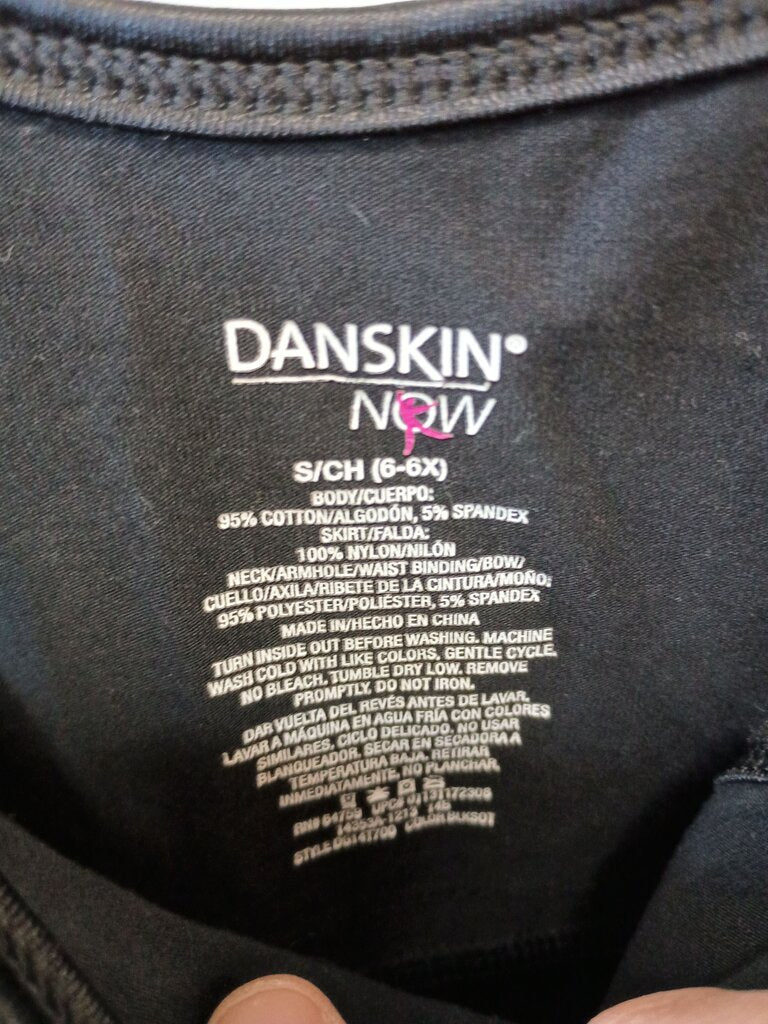 DANSKIN®
NOW
S/CH (6-6X)
BODY/CUERPO:
95% COTTON/ALGODÓN, 5% SPANDEX
SKIRT/FALDA:
100% NYLON/NILÓN
NECK/ARMHOLE/WAIST BINDING/BOW/
CUELLO/AXILA/RIBETE DE LA CINTURA/MOÑO:
95% POLYESTER/POLIÉSTER, 5% SPANDEX
MADE IN/HECHO EN CHINA
TURN INSIDE OUT BEFORE WASHING. MACHINE
WASH COLD WITH LIKE COLORS, GENTLE CYCLE.
NO BLEACH. TUMBLE DRY LOW. REMOVE
PROMPTLY. DO NOT IRON.
DAR VUELTA DEL REVÉS ANTES DE LAVAR.
LAVAR A MÁQUINA EN AGUA FRÍA CON COLORES
SIMILARES, CICLO DELICADO. NO USAR
BLANQUEADOR. SECAR EN SECADORA A
TEMPERATURA BAJA. RETIRAR
INMEDIATAMENTE. NO PLANCHAR.
RN#
STYLE COLOR